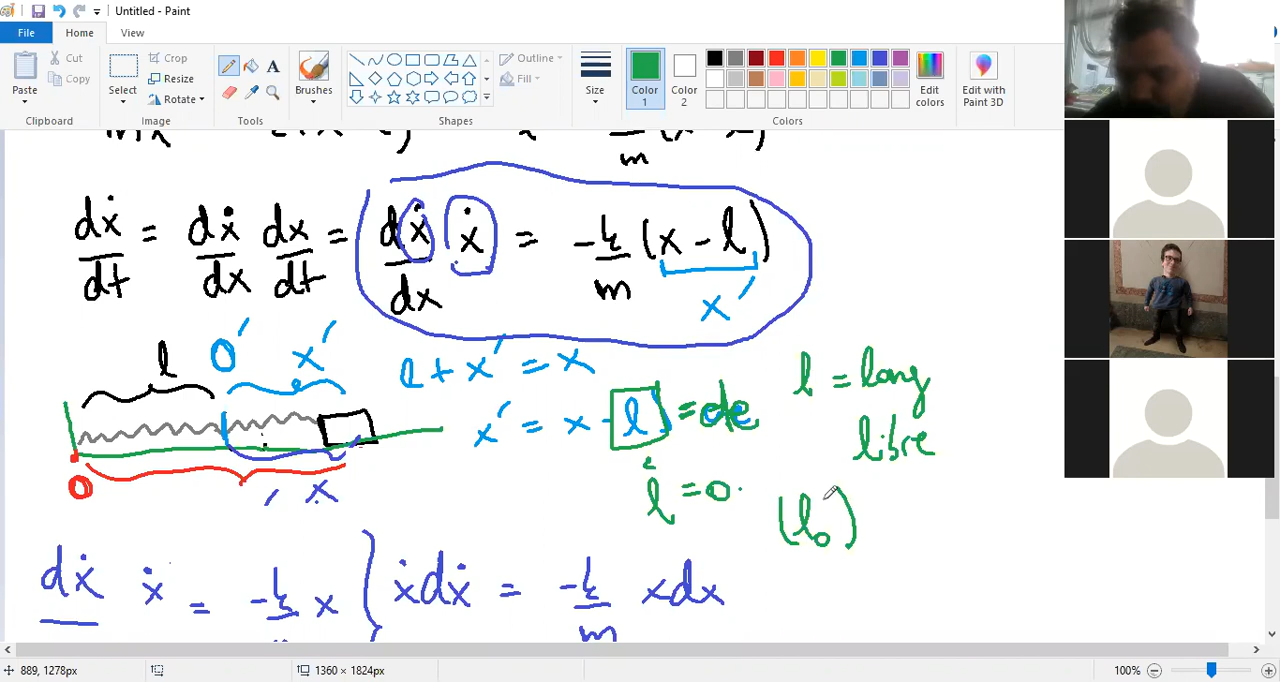 Untitled - Paint
File Home View
Paste
Cut
Copy
Clipboard
Select
Crop
Resize
Rotate
Image
Tools
Brushes
Shapes
Outline
Fill
Size
Color 1
Color 2
Edit colors
Edit with Paint 3D
Colors
m
dẋ/dt = dẋ/dx dx/dt = dẋ/dx ẋ = -k/m (x - l)
x'
l 0' x' l + x' = x l = long
x' = x - l = cte libre
0 x l̇ = 0. (l₀)
dẋ ẋ = -k x } ẋdẋ = -k/m xdx
889, 1278px
1360 × 1824px
100%